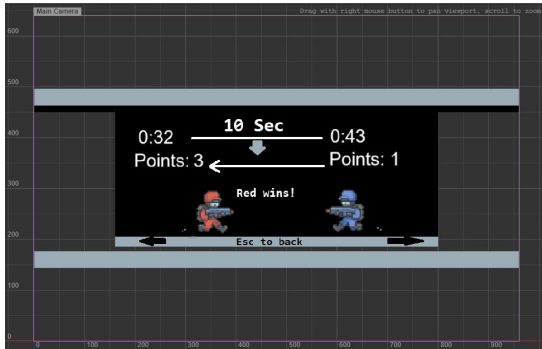 Main Camera
Drag with right mouse button to pan viewport, scroll to zoom
600
500
400
300
200
100
0
10 Sec
0:32
0:43
Points: 3
Points: 1
Red wins!
Esc to back
0
100
200
300
400
500
600
700
800
900